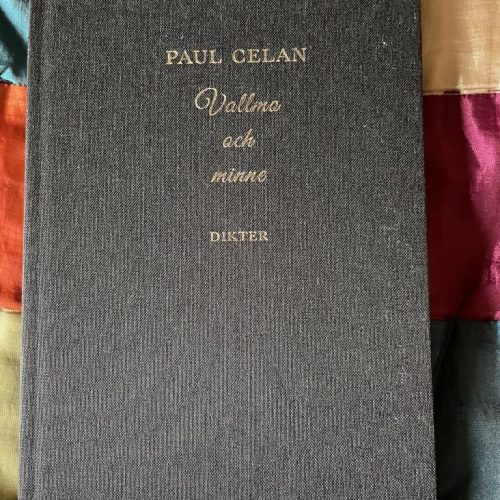 PAUL CELAN
Vallmo
och
minne
DIKTER